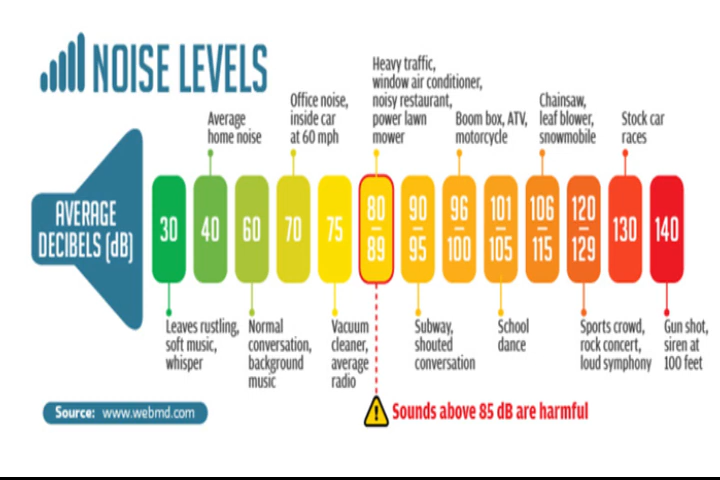 NOISE LEVELS
Heavy traffic,
window air conditioner,
noisy restaurant,
power lawn
mower
Office noise,
inside car
at 60 mph
Chainsaw,
leaf blower,
snowmobile
Average
home noise
Boom box, ATV,
motorcycle
Stock car
races
AVERAGE
DECIBELS (dB)
30
40
60
70
75
80
89
90
95
96
100
101
105
106
115
120
129
130
140
Leaves rustling,
soft music,
whisper
Normal
conversation,
background
music
Vacuum
cleaner,
average
radio
Subway,
shouted
conversation
School
dance
Sports crowd,
rock concert,
loud symphony
Gun shot,
siren at
100 feet
Source: www.webmd.com
! Sounds above 85 dB are harmful